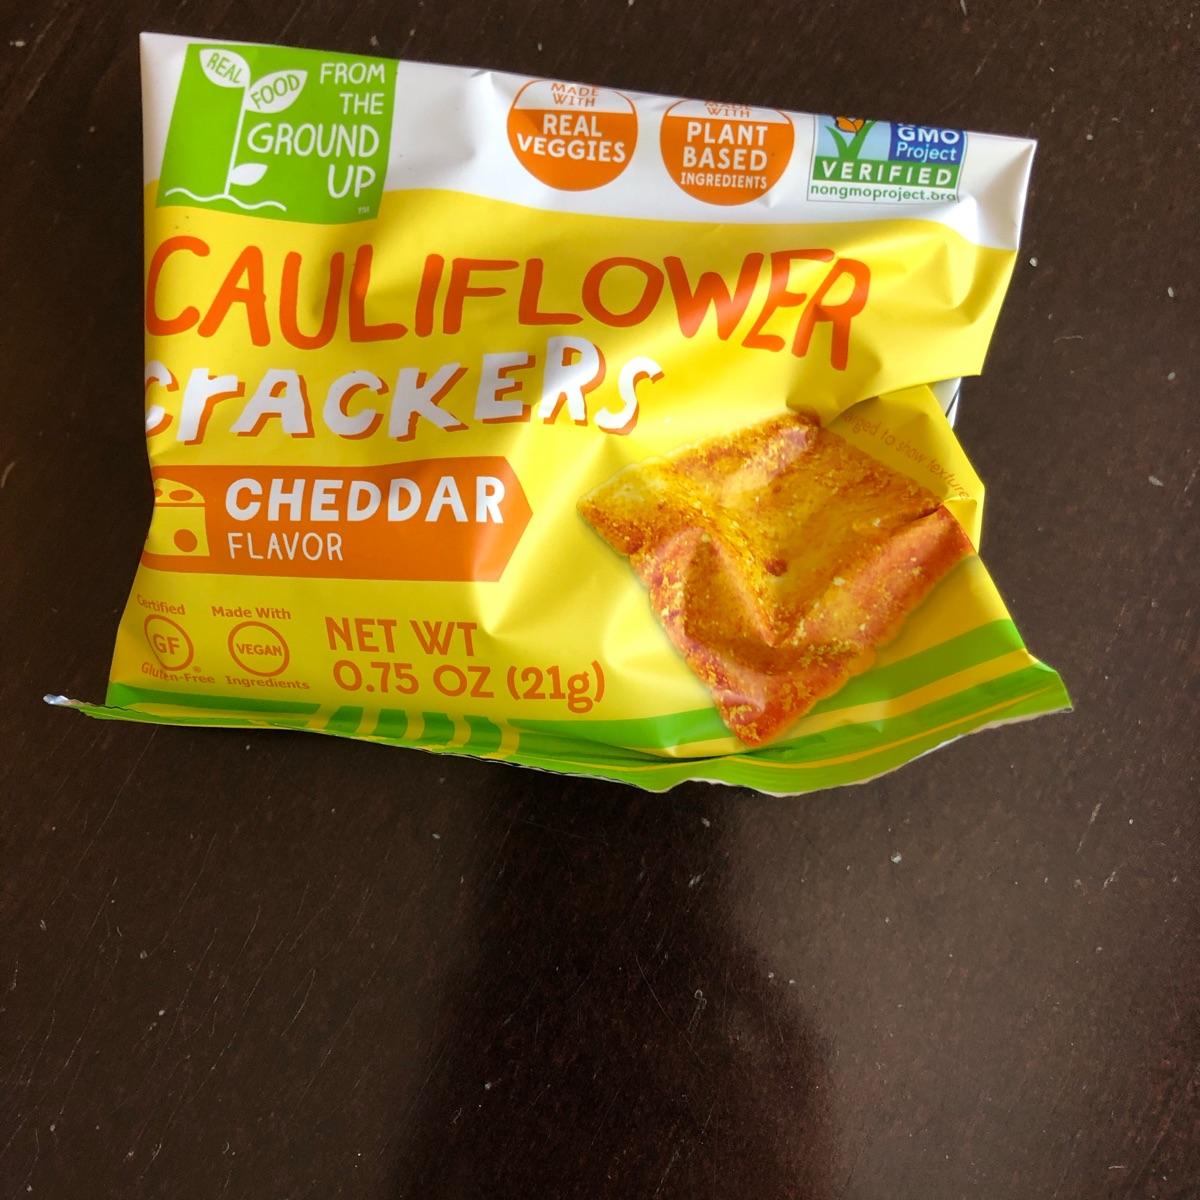 REAL
FOOD
FROM
THE
GROUND
UP
TM
MADE
WITH
REAL
VEGGIES
WITH
PLANT
BASED
INGREDIENTS
GMO
Project
VERIFIED
nongmoproject.org
CAULIFLOWER
CRACKERS
to show texture
CHEDDAR
FLAVOR
Certified
GF
Gluten-Free®
Made With
VEGAN
Ingredients
NET WT
0.75 OZ (21g)